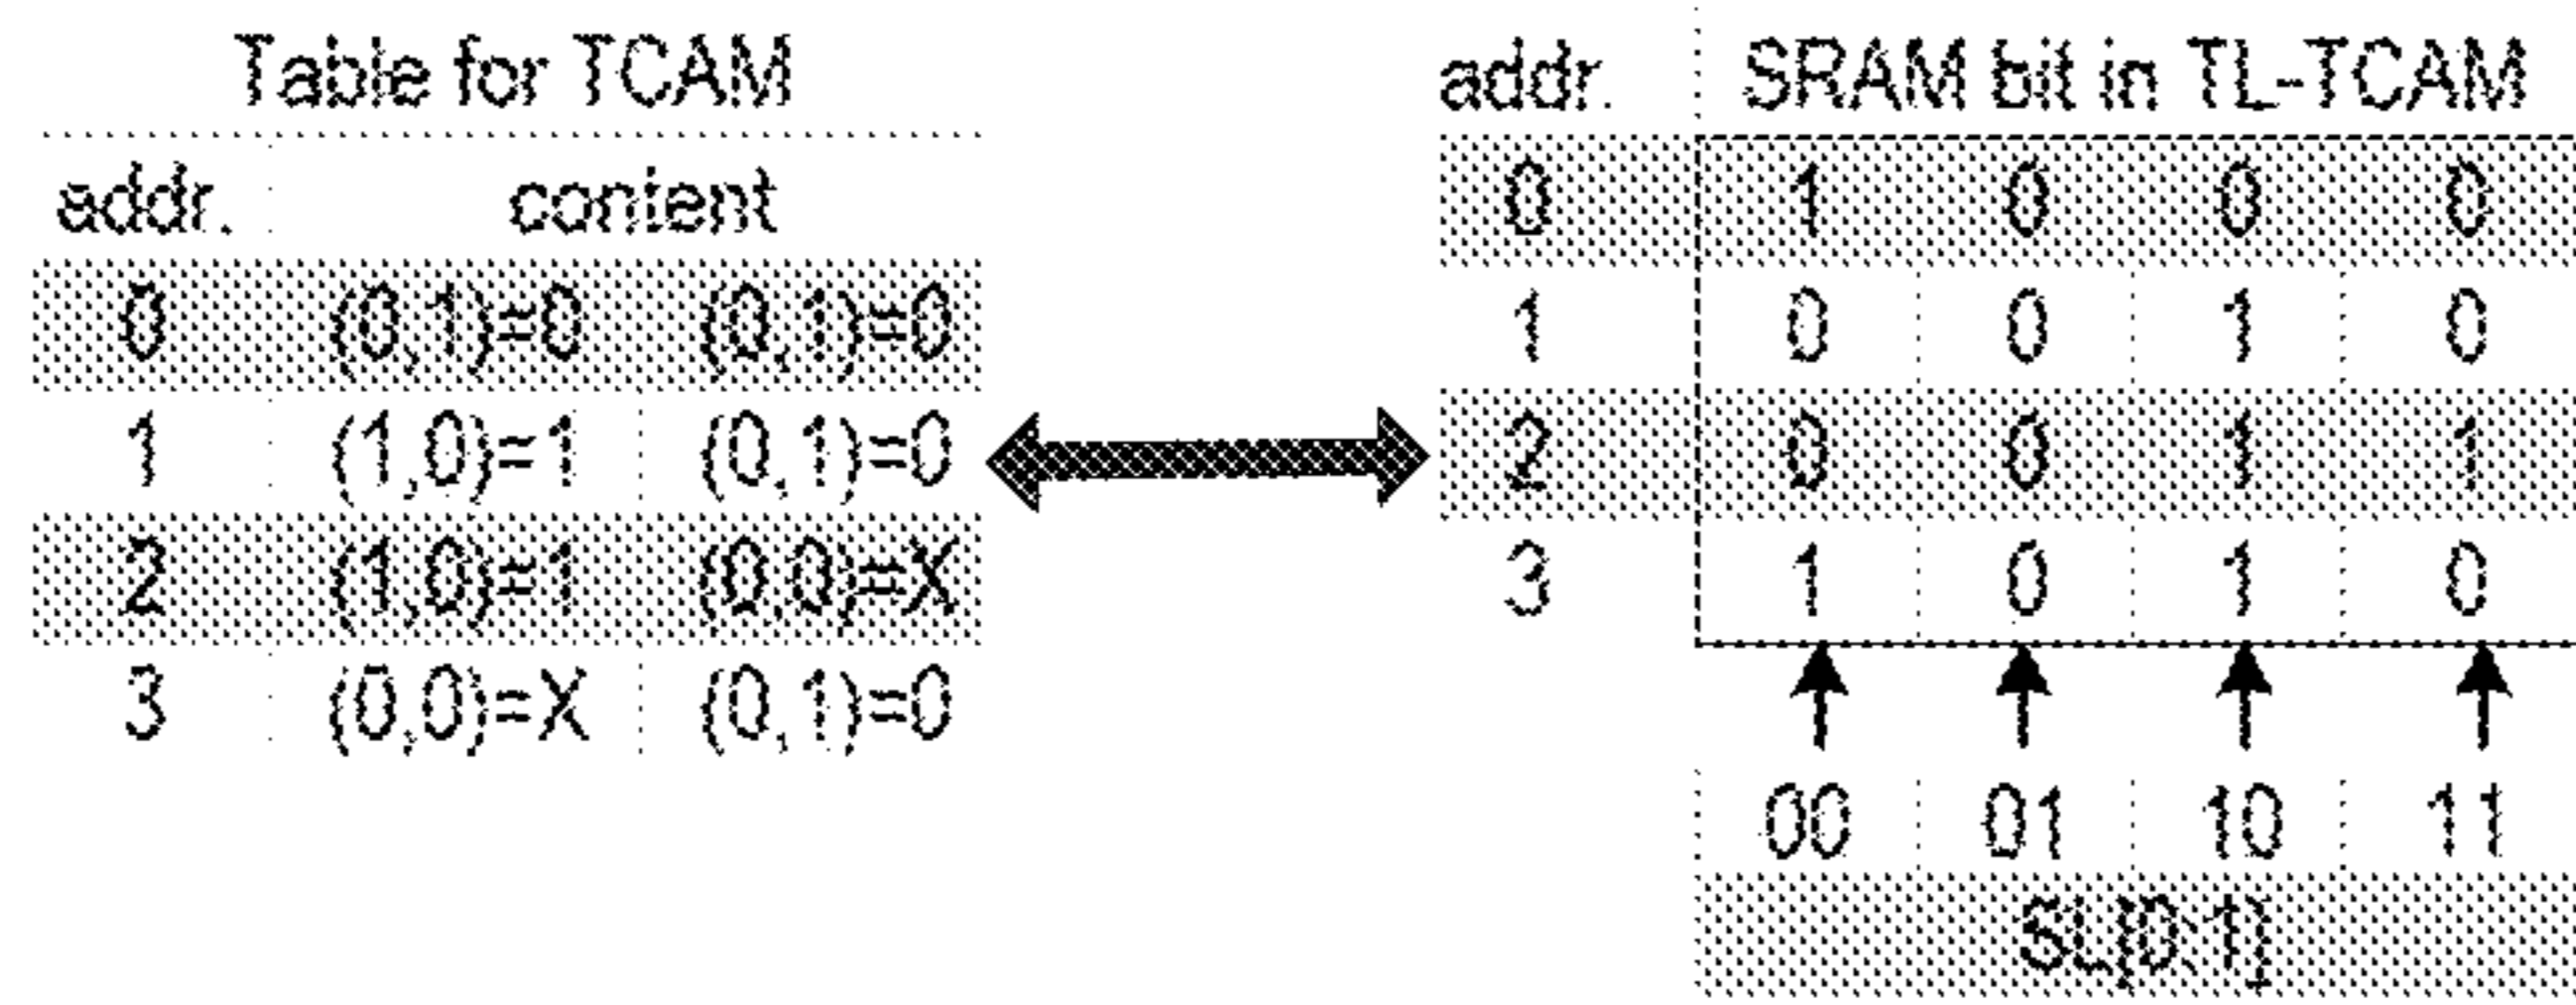 Table for TCAM
addr. content
0 (0,1)=0 (0,1)=0
1 (1,0)=1 (0,1)=0
2 (1,0)=1 (0,0)=X
3 (0,0)=X (0,1)=0
addr. SRAM bit in TL-TCAM
0 1 0 0 0
1 0 0 1 0
2 0 0 1 1
3 1 0 1 0
00 01 10 11
SL[0:1]